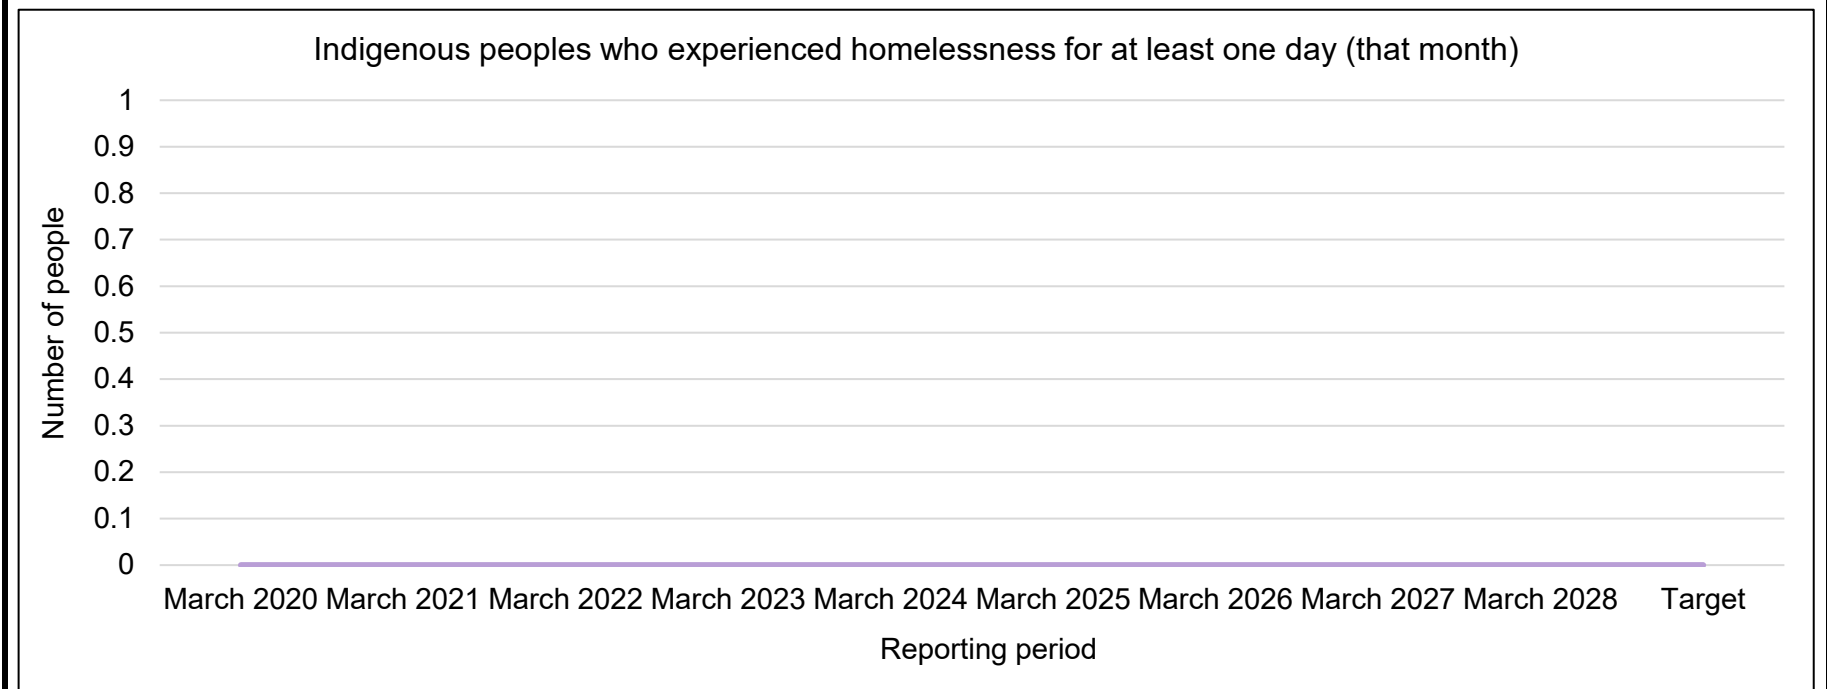 Indigenous peoples who experienced homelessness for at least one day (that month)
Number of people
1
0.9
0.8
0.7
0.6
0.5
0.4
0.3
0.2
0.1
0
March 2020 March 2021 March 2022 March 2023 March 2024 March 2025 March 2026 March 2027 March 2028 Target
Reporting period